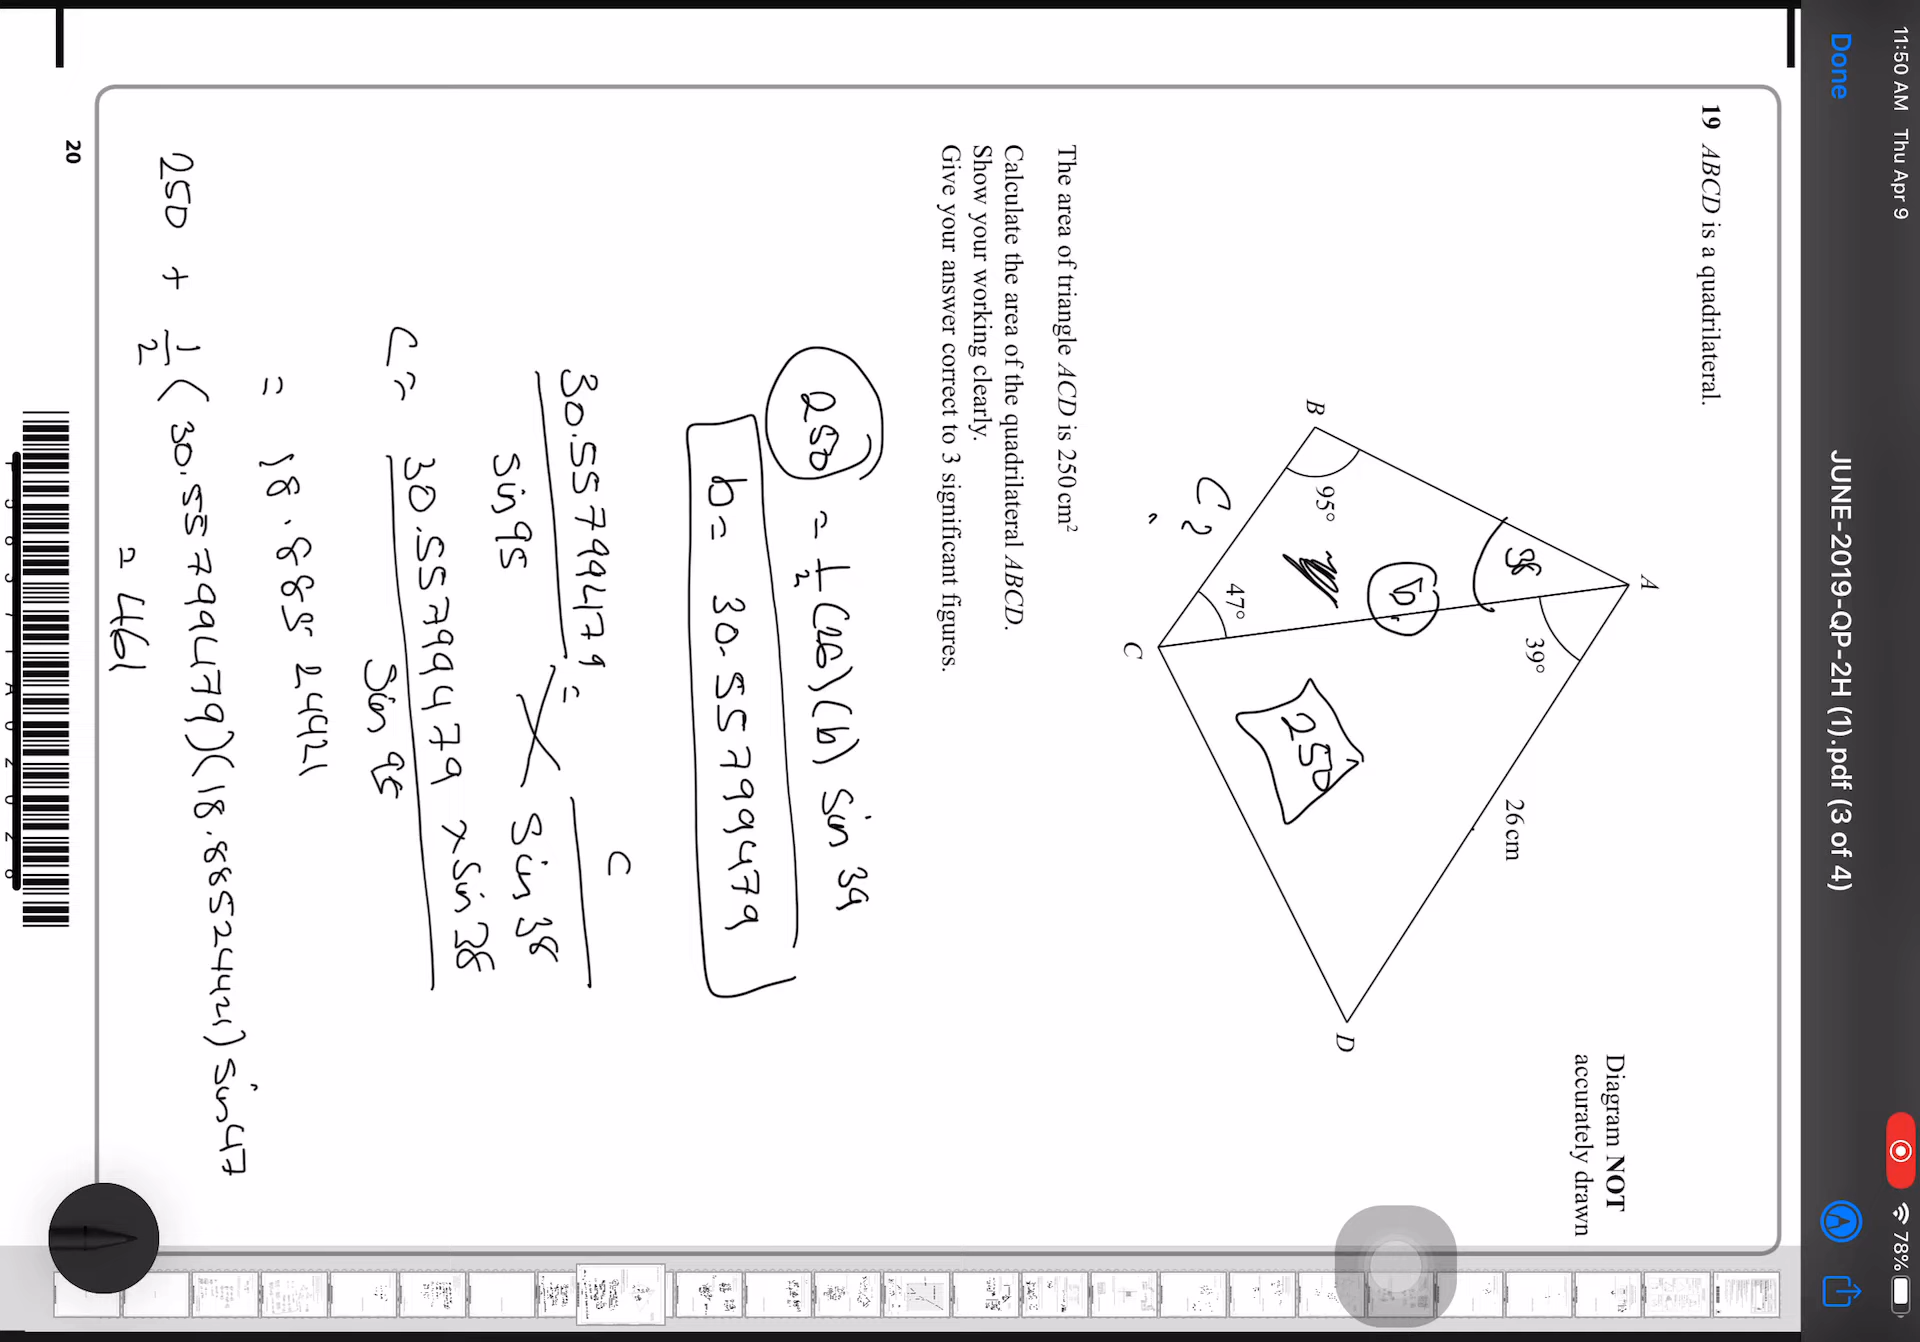 11:50 AM Thu Apr 9
78%
Done
JUNE-2019-QP-2H (1).pdf (3 of 4)
19 ABCD is a quadrilateral.
Diagram NOT
accurately drawn
A
38
39°
26 cm
B
95°
b
250
D
C?
47°
C
The area of triangle ACD is 250 cm²
Calculate the area of the quadrilateral ABCD.
Show your working clearly.
Give your answer correct to 3 significant figures.
250 = 1/2 (26)(b) sin 39
b = 30.55799479
30.55799479 / sin 95 = C / sin 38
C = 30.55799479 × sin 38 / sin 95
= 18.88524421
250 + 1/2 (30.55799479)(18.88524421) sin 47
= 461
20